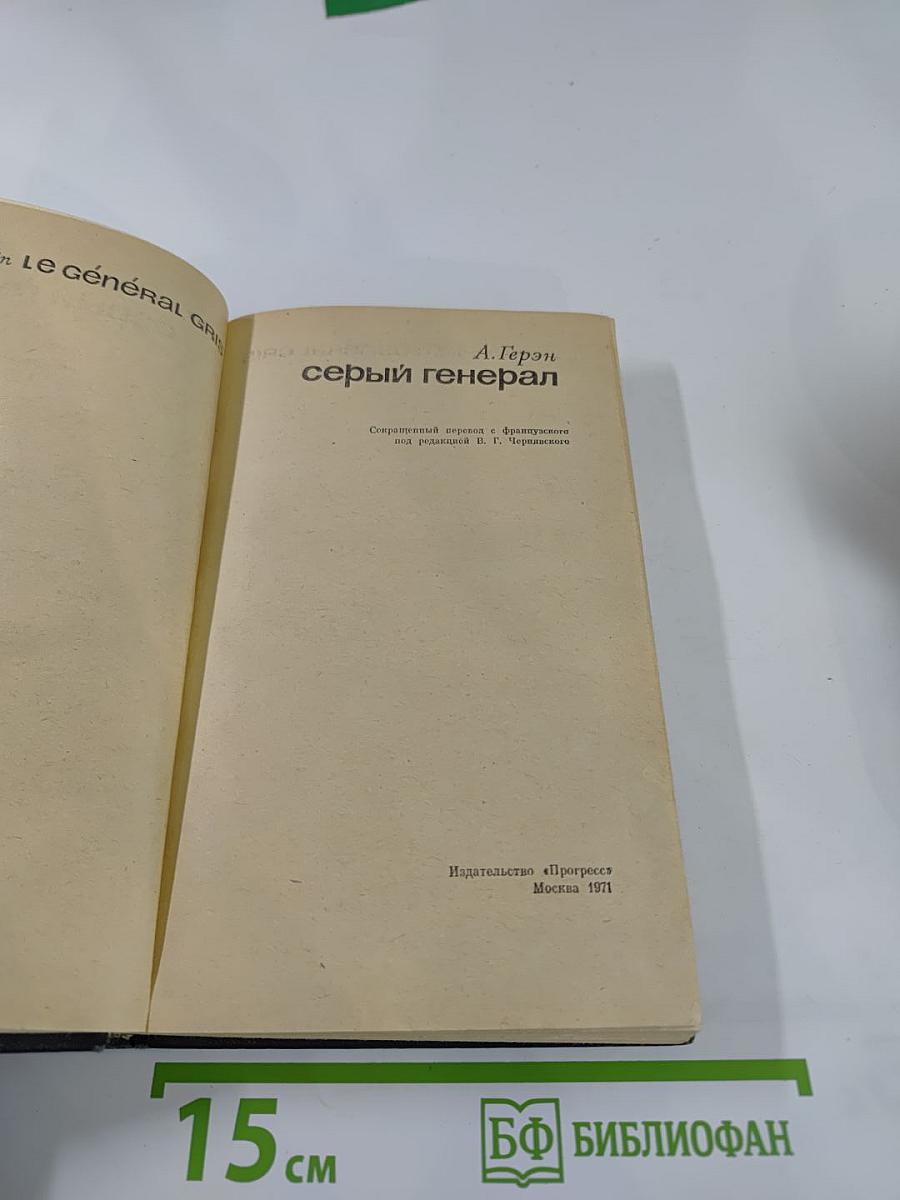 in Le Général Gris
А. Герэн
серый генерал
Сокращенный перевод с французского
под редакцией В. Г. Чернявского
Издательство «Прогресс»
Москва 1971
15 см
БФ БИБЛИОФАН